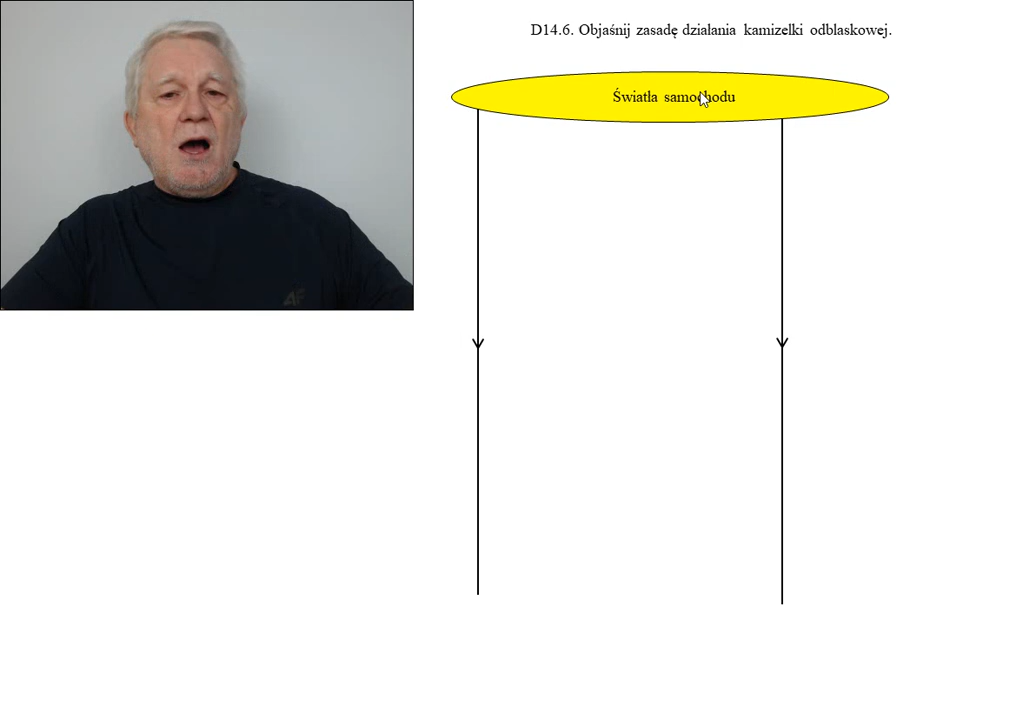 D14.6. Objaśnij zasadę działania kamizelki odblaskowej.
Światła samochodu